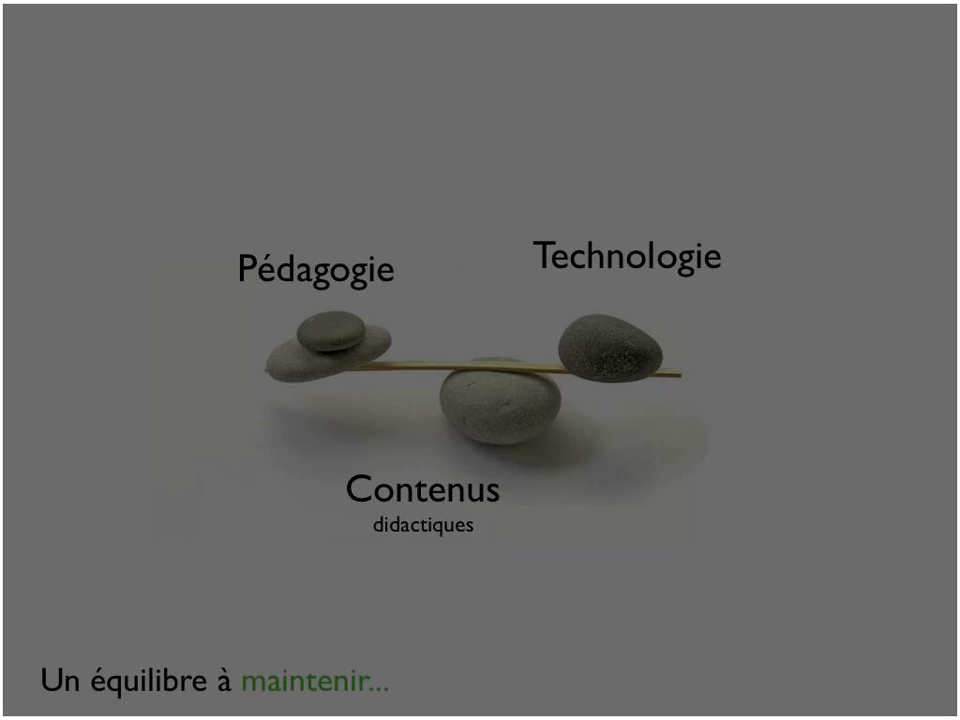 Pédagogie
Technologie
Contenus
didactiques
Un équilibre à maintenir...